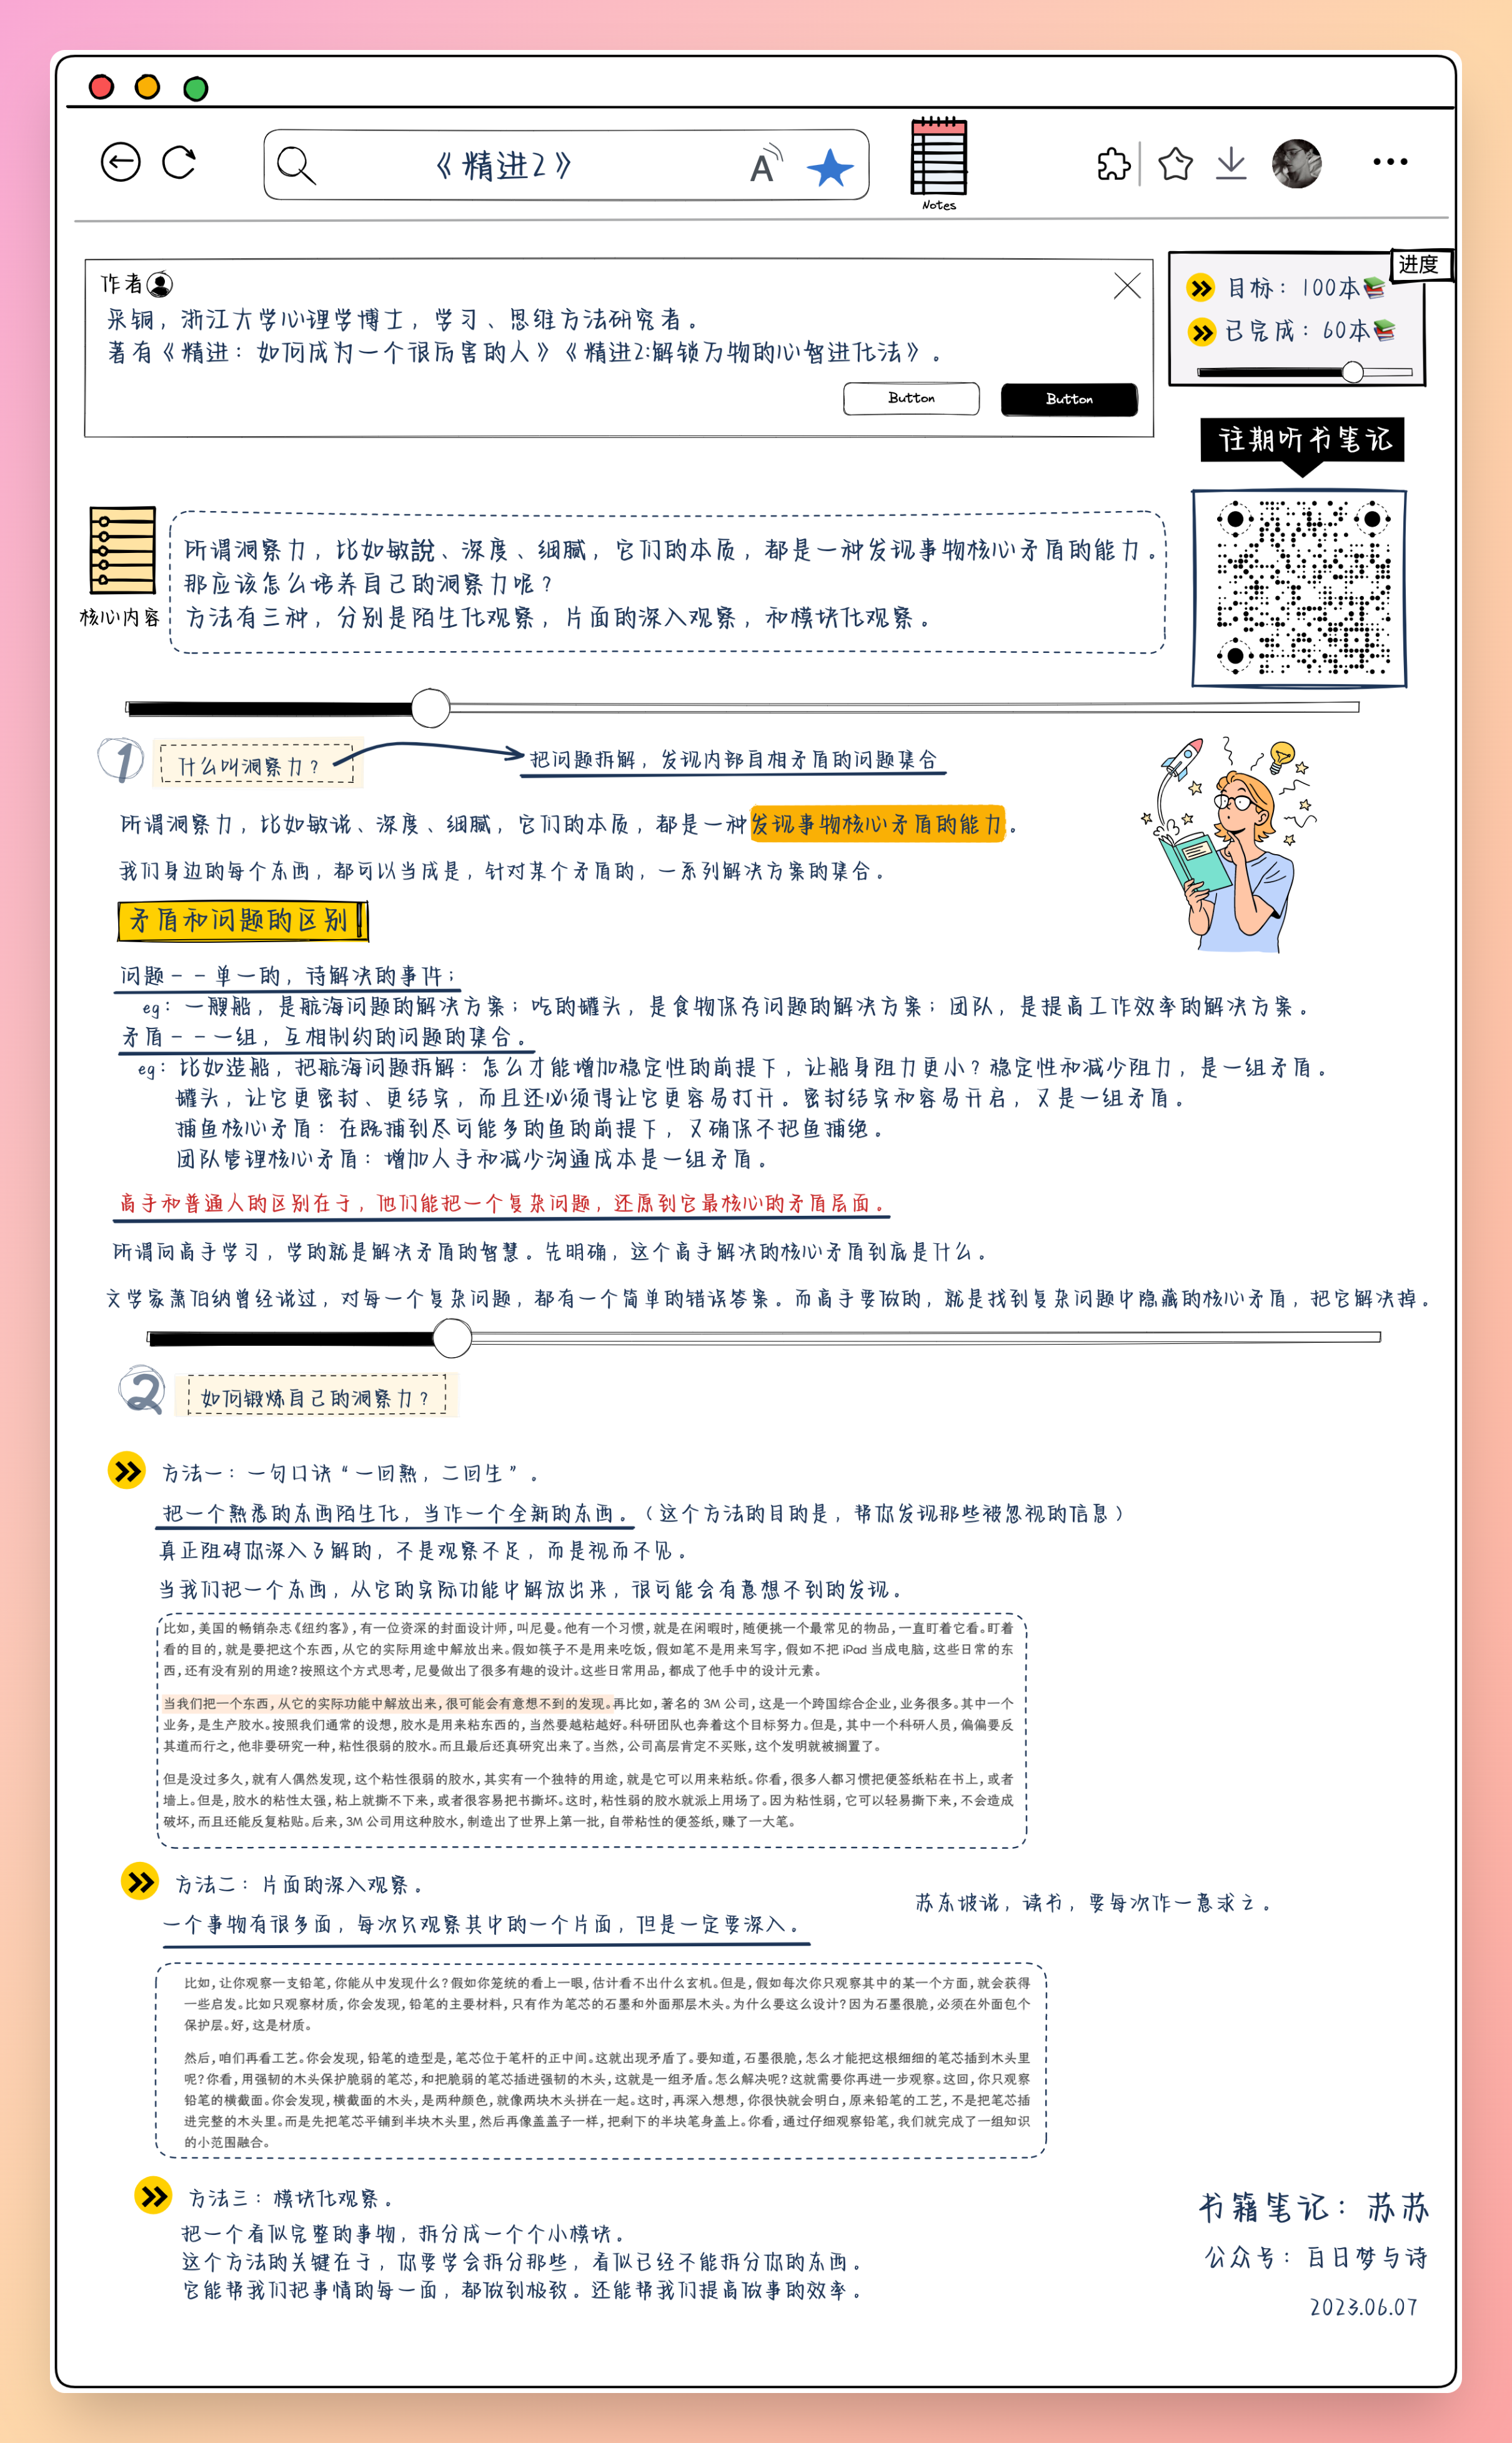 《精进2》
A
Notes
作者
采铜，浙江大学心理学博士，学习、思维方法研究者。
著有《精进：如何成为一个很厉害的人》《精进2:解锁万物的心智进化法》。
Button
Button
进度
目标：100本
已完成：60本
往期听书笔记
核心内容
所谓洞察力，比如敏說、深度、细腻，它们的本质，都是一种发现事物核心矛盾的能力。
那应该怎么培养自己的洞察力呢？
方法有三种，分别是陌生化观察，片面的深入观察，和模块化观察。
1
什么叫洞察力？
把问题拆解，发现内部自相矛盾的问题集合
所谓洞察力，比如敏说、深度、细腻，它们的本质，都是一种发现事物核心矛盾的能力。
我们身边的每个东西，都可以当成是，针对某个矛盾的，一系列解决方案的集合。
矛盾和问题的区别
问题--单一的，待解决的事件；
eg：一艘船，是航海问题的解决方案；吃的罐头，是食物保存问题的解决方案；团队，是提高工作效率的解决方案。
矛盾--一组，互相制约的问题的集合。
eg：比如造船，把航海问题拆解：怎么才能增加稳定性的前提下，让船身阻力更小？稳定性和减少阻力，是一组矛盾。
罐头，让它更密封、更结实，而且还必须得让它更容易打开。密封结实和容易开启，又是一组矛盾。
捕鱼核心矛盾：在既捕到尽可能多的鱼的前提下，又确保不把鱼捕绝。
团队管理核心矛盾：增加人手和减少沟通成本是一组矛盾。
高手和普通人的区别在于，他们能把一个复杂问题，还原到它最核心的矛盾层面。
所谓向高手学习，学的就是解决矛盾的智慧。先明确，这个高手解决的核心矛盾到底是什么。
文学家萧伯纳曾经说过，对每一个复杂问题，都有一个简单的错误答案。而高手要做的，就是找到复杂问题中隐藏的核心矛盾，把它解决掉。
2
如何锻炼自己的洞察力？
方法一：一句口诀“一回熟，二回生”。
把一个熟悉的东西陌生化，当作一个全新的东西。（这个方法的目的是，帮你发现那些被忽视的信息）
真正阻碍你深入了解的，不是观察不足，而是视而不见。
当我们把一个东西，从它的实际功能中解放出来，很可能会有意想不到的发现。
比如，美国的畅销杂志《纽约客》，有一位资深的封面设计师，叫尼曼。他有一个习惯，就是在闲暇时，随便挑一个最常见的物品，一直盯着它看。盯着
看的目的，就是要把这个东西，从它的实际用途中解放出来。假如筷子不是用来吃饭，假如笔不是用来写字，假如不把 iPad 当成电脑，这些日常的东
西，还有没有别的用途？按照这个方式思考，尼曼做出了很多有趣的设计。这些日常用品，都成了他手中的设计元素。
当我们把一个东西，从它的实际功能中解放出来，很可能会有意想不到的发现。再比如，著名的 3M 公司，这是一个跨国综合企业，业务很多。其中一个
业务，是生产胶水。按照我们通常的设想，胶水是用来粘东西的，当然要越粘越好。科研团队也奔着这个目标努力。但是，其中一个科研人员，偏偏要反
其道而行之，他非要研究一种，粘性很弱的胶水。而且最后还真研究出来了。当然，公司高层肯定不买账，这个发明就被搁置了。
但是没过多久，就有人偶然发现，这个粘性很弱的胶水，其实有一个独特的用途，就是它可以用来粘纸。你看，很多人都习惯把便签纸粘在书上，或者
墙上。但是，胶水的粘性太强，粘上就撕不下来，或者很容易把书撕坏。这时，粘性弱的胶水就派上用场了。因为粘性弱，它可以轻易撕下来，不会造成
破坏，而且还能反复粘贴。后来，3M 公司用这种胶水，制造出了世界上第一批，自带粘性的便签纸，赚了一大笔。
方法二：片面的深入观察。
一个事物有很多面，每次只观察其中的一个片面，但是一定要深入。
苏东坡说，读书，要每次作一意求之。
比如，让你观察一支铅笔，你能从中发现什么？假如你笼统的看上一眼，估计看不出什么玄机。但是，假如每次你只观察其中的某一个方面，就会获得
一些启发。比如只观察材质，你会发现，铅笔的主要材料，只有作为笔芯的石墨和外面那层木头。为什么要这么设计？因为石墨很脆，必须在外面包个
保护层。好，这是材质。
然后，咱们再看工艺。你会发现，铅笔的造型是，笔芯位于笔杆的正中间。这就出现矛盾了。要知道，石墨很脆，怎么才能把这根细细的笔芯插到木头里
呢？你看，用强韧的木头保护脆弱的笔芯，和把脆弱的笔芯插进强韧的木头，这就是一组矛盾。怎么解决呢？这就需要你再进一步观察。这回，你只观察
铅笔的横截面。你会发现，横截面的木头，是两种颜色，就像两块木头拼在一起。这时，再深入想想，你很快就会明白，原来铅笔的工艺，不是把笔芯插
进完整的木头里。而是先把笔芯平铺到半块木头里，然后再像盖盖子一样，把剩下的半块笔身盖上。你看，通过仔细观察铅笔，我们就完成了一组知识
的小范围融合。
方法三：模块化观察。
把一个看似完整的事物，拆分成一个个小模块。
这个方法的关键在于，你要学会拆分那些，看似已经不能拆分你的东西。
它能帮我们把事情的每一面，都做到极致。还能帮我们提高做事的效率。
书籍笔记：苏苏
公众号：白日梦与诗
2023.06.07